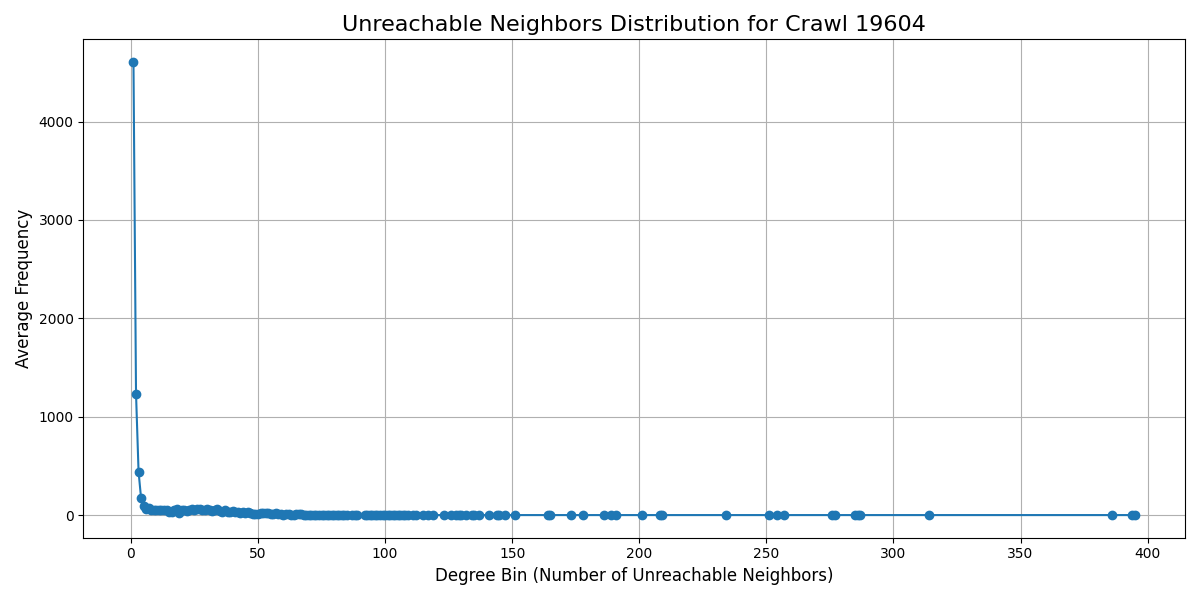 Unreachable Neighbors Distribution for Crawl 19604
Average Frequency
4000
3000
2000
1000
0
0 50 100 150 200 250 300 350 400
Degree Bin (Number of Unreachable Neighbors)